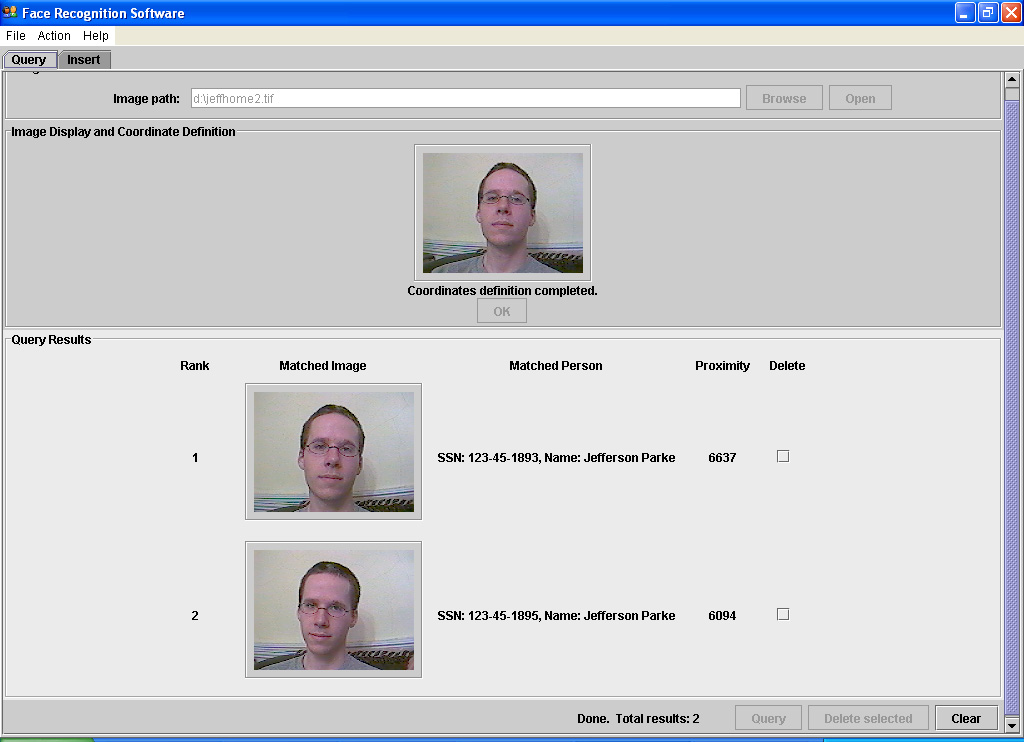 Face Recognition Software
File Action Help
Query Insert
Image path: d:\jeffhome2.tif Browse Open
Image Display and Coordinate Definition
Coordinates definition completed.
OK
Query Results
Rank Matched Image Matched Person Proximity Delete
1 SSN: 123-45-1893, Name: Jefferson Parke 6637
2 SSN: 123-45-1895, Name: Jefferson Parke 6094
Done. Total results: 2 Query Delete selected Clear